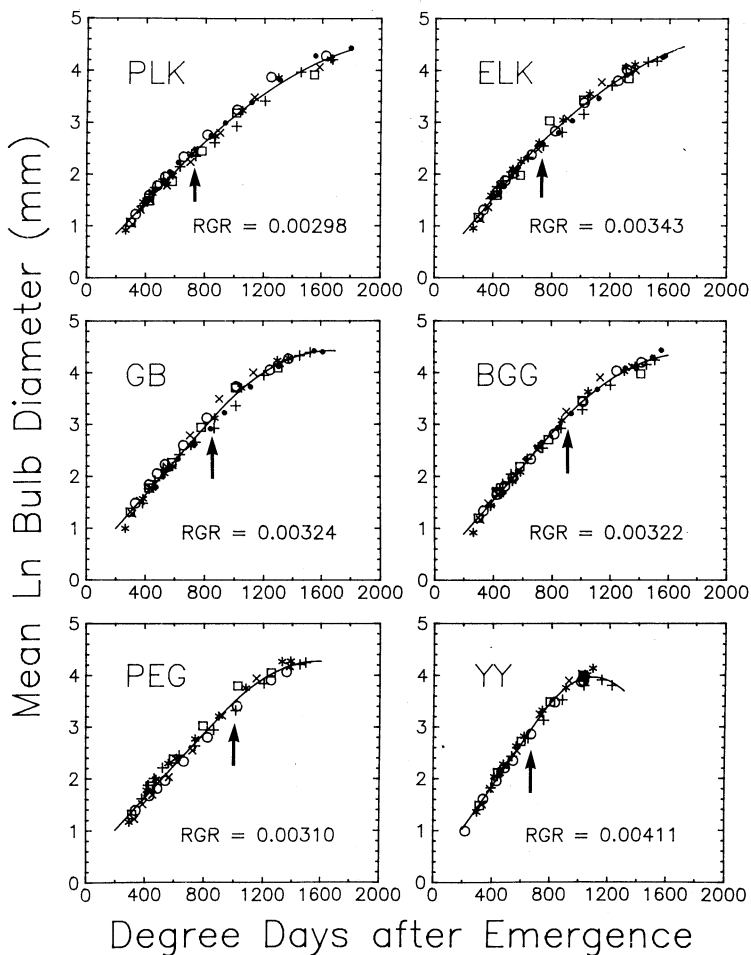 Mean Ln Bulb Diameter (mm)
5
4
3
2
1
0
PLK
RGR = 0.00298
0 400 800 1200 1600 2000
5
4
3
2
1
0
ELK
RGR = 0.00343
0 400 800 1200 1600 2000
5
4
3
2
1
0
GB
RGR = 0.00324
0 400 800 1200 1600 2000
5
4
3
2
1
0
BGG
RGR = 0.00322
0 400 800 1200 1600 2000
5
4
3
2
1
0
PEG
RGR = 0.00310
0 400 800 1200 1600 2000
5
4
3
2
1
0
YY
RGR = 0.00411
0 400 800 1200 1600 2000
Degree Days after Emergence